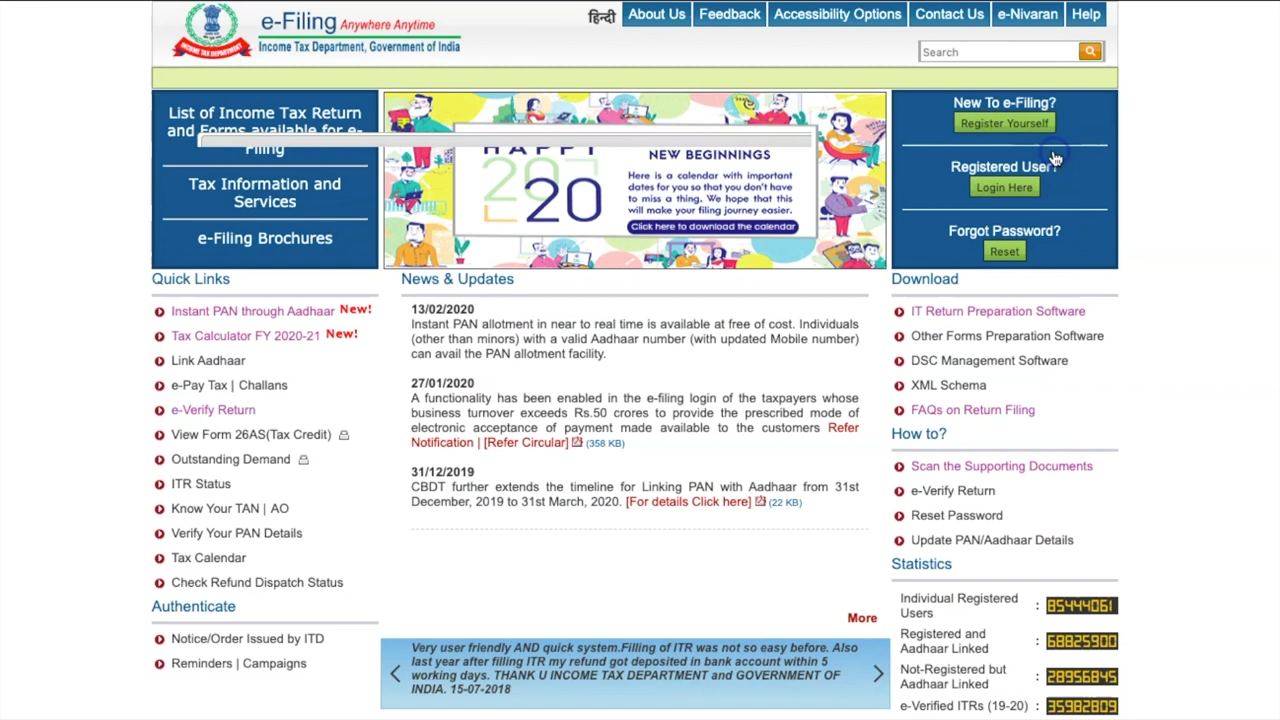 e-Filing Anywhere Anytime
Income Tax Department, Government of India
INCOME TAX DEPARTMENT
हिन्दी About Us Feedback Accessibility Options Contact Us e-Nivaran Help
Search
List of Income Tax Return
and Forms available for e-
Filing
Tax Information and
Services
e-Filing Brochures
HAPPY
2020
NEW BEGINNINGS
Here is a calendar with important
dates for you so that you don't have
to miss a thing. We hope that this
will make your filing journey easier.
Click here to download the calendar
New To e-Filing?
Register Yourself
Registered User?
Login Here
Forgot Password?
Reset
Quick Links
Instant PAN through Aadhaar New!
Tax Calculator FY 2020-21 New!
Link Aadhaar
e-Pay Tax | Challans
e-Verify Return
View Form 26AS(Tax Credit)
Outstanding Demand
ITR Status
Know Your TAN | AO
Verify Your PAN Details
Tax Calendar
Check Refund Dispatch Status
Authenticate
Notice/Order Issued by ITD
Reminders | Campaigns
News & Updates
13/02/2020
Instant PAN allotment in near to real time is available at free of cost. Individuals
(other than minors) with a valid Aadhaar number (with updated Mobile number)
can avail the PAN allotment facility.
27/01/2020
A functionality has been enabled in the e-filing login of the taxpayers whose
business turnover exceeds Rs.50 crores to provide the prescribed mode of
electronic acceptance of payment made available to the customers Refer
Notification | [Refer Circular] (358 KB)
31/12/2019
CBDT further extends the timeline for Linking PAN with Aadhaar from 31st
December, 2019 to 31st March, 2020. [For details Click here] (22 KB)
More
Very user friendly AND quick system.Filling of ITR was not so easy before. Also
last year after filling ITR my refund got deposited in bank account within 5
working days. THANK U INCOME TAX DEPARTMENT and GOVERNMENT OF
INDIA. 15-07-2018
Download
IT Return Preparation Software
Other Forms Preparation Software
DSC Management Software
XML Schema
FAQs on Return Filing
How to?
Scan the Supporting Documents
e-Verify Return
Reset Password
Update PAN/Aadhaar Details
Statistics
Individual Registered
Users : 85444061
Registered and
Aadhaar Linked : 68825900
Not-Registered but
Aadhaar Linked : 28956845
e-Verified ITRs (19-20) : 35982809